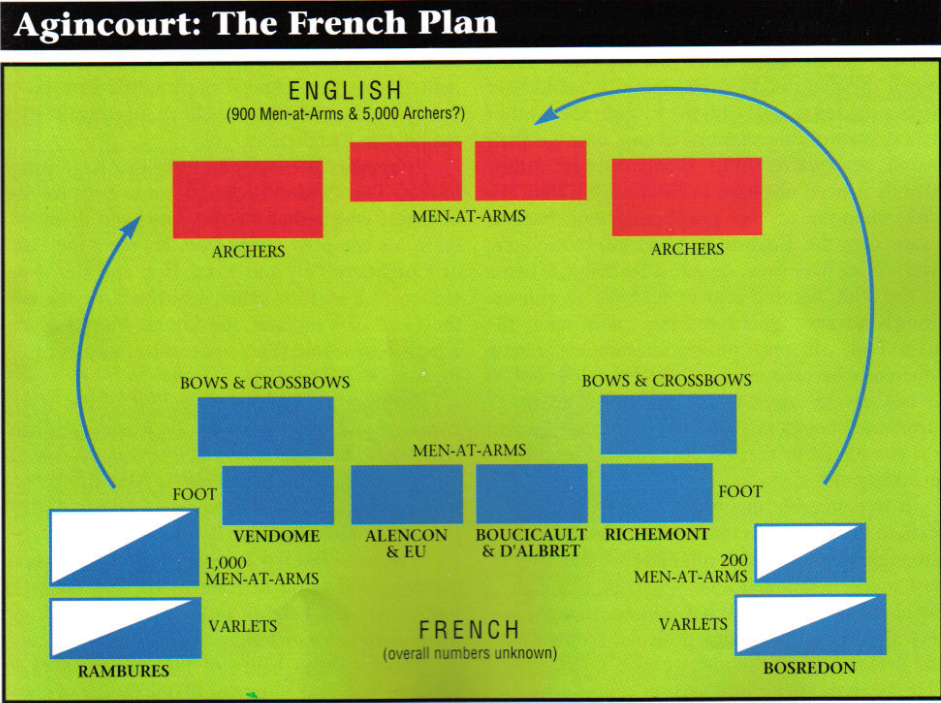 Agincourt: The French Plan
ENGLISH
(900 Men-at-Arms & 5,000 Archers?)
MEN-AT-ARMS
ARCHERS
ARCHERS
BOWS & CROSSBOWS
BOWS & CROSSBOWS
MEN-AT-ARMS
FOOT
FOOT
VENDOME
ALENCON
& EU
BOUCICAULT
& D'ALBRET
RICHEMONT
1,000
MEN-AT-ARMS
200
MEN-AT-ARMS
VARLETS
VARLETS
FRENCH
(overall numbers unknown)
RAMBURES
BOSREDON